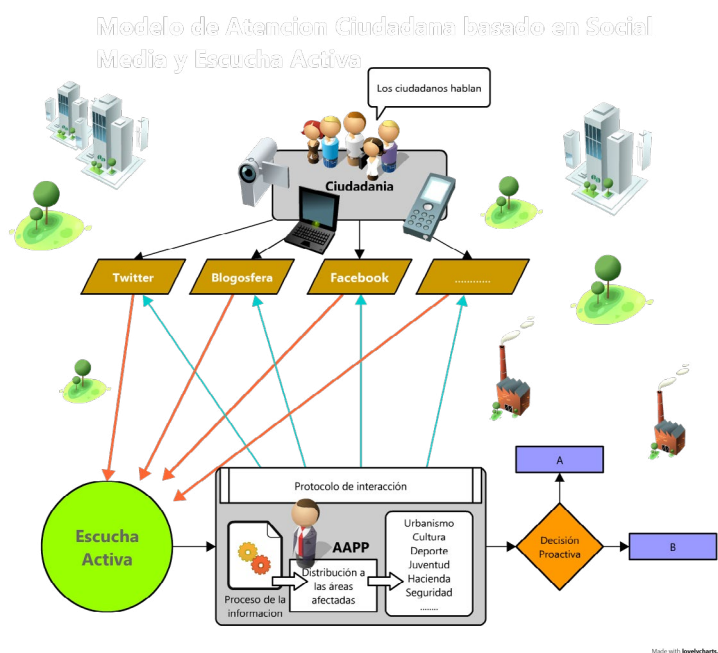 Modelo de Atencion Ciudadana basado en Social
Media y Escucha Activa
Los ciudadanos hablan
Ciudadania
Twitter
Blogosfera
Facebook
............
Protocolo de interacción
Escucha
Activa
AAPP
Proceso de la
informacion
Distribución a
las áreas
afectadas
Urbanismo
Cultura
Deporte
Juventud
Hacienda
Seguridad
........
Decisión
Proactiva
A
B
Made with lovelycharts.